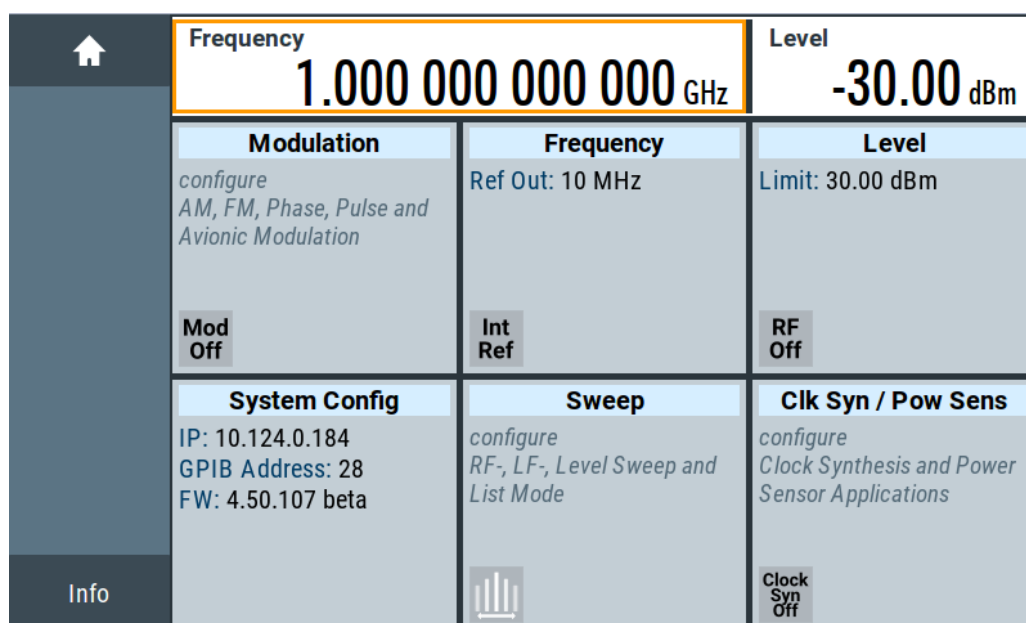 Frequency
1.000 000 000 000 GHz
Level
-30.00 dBm
Modulation
configure
AM, FM, Phase, Pulse and
Avionic Modulation
Mod
Off
Frequency
Ref Out: 10 MHz
Int
Ref
Level
Limit: 30.00 dBm
RF
Off
System Config
IP: 10.124.0.184
GPIB Address: 28
FW: 4.50.107 beta
Sweep
configure
RF-, LF-, Level Sweep and
List Mode
Clk Syn / Pow Sens
configure
Clock Synthesis and Power
Sensor Applications
Clock
Syn
Off
Info